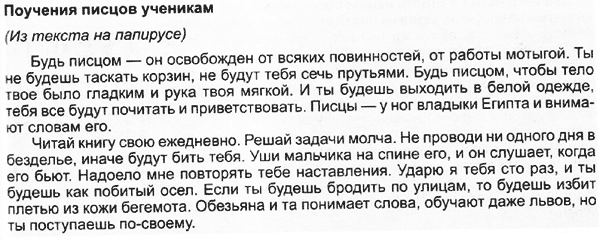 Поучения писцов ученикам
(Из текста на папирусе)
Будь писцом — он освобожден от всяких повинностей, от работы мотыгой. Ты
не будешь таскать корзин, не будут тебя сечь прутьями. Будь писцом, чтобы тело
твое было гладким и рука твоя мягкой. И ты будешь выходить в белой одежде,
тебя все будут почитать и приветствовать. Писцы — у ног владыки Египта и внима-
ют словам его.
Читай книгу свою ежедневно. Решай задачи молча. Не проводи ни одного дня в
безделье, иначе будут бить тебя. Уши мальчика на спине его, и он слушает, когда
его бьют. Надоело мне повторять тебе наставления. Ударю я тебя сто раз, и ты
будешь как побитый осел. Если ты будешь бродить по улицам, то будешь избит
плетью из кожи бегемота. Обезьяна и та понимает слова, обучают даже львов, но
ты поступаешь по-своему.